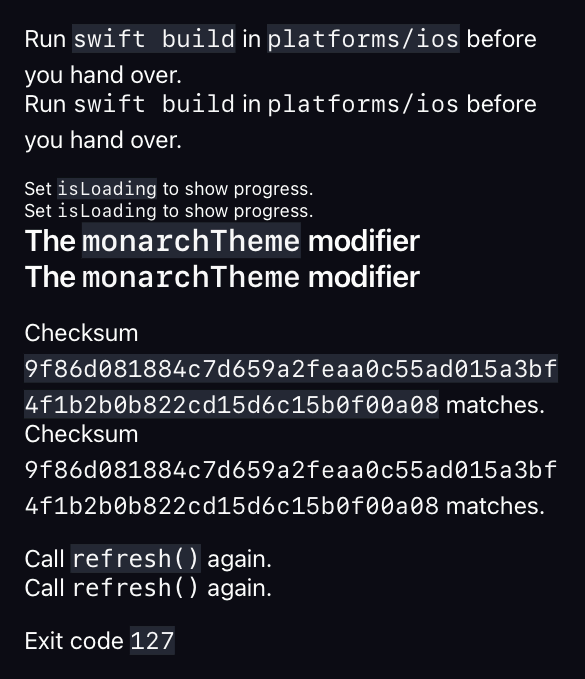 Run swift build in platforms/ios before
you hand over.
Run swift build in platforms/ios before
you hand over.
Set isLoading to show progress.
Set isLoading to show progress.
The monarchTheme modifier
The monarchTheme modifier
Checksum
9f86d081884c7d659a2feaa0c55ad015a3bf
4f1b2b0b822cd15d6c15b0f00a08 matches.
Checksum
9f86d081884c7d659a2feaa0c55ad015a3bf
4f1b2b0b822cd15d6c15b0f00a08 matches.
Call refresh() again.
Call refresh() again.
Exit code 127